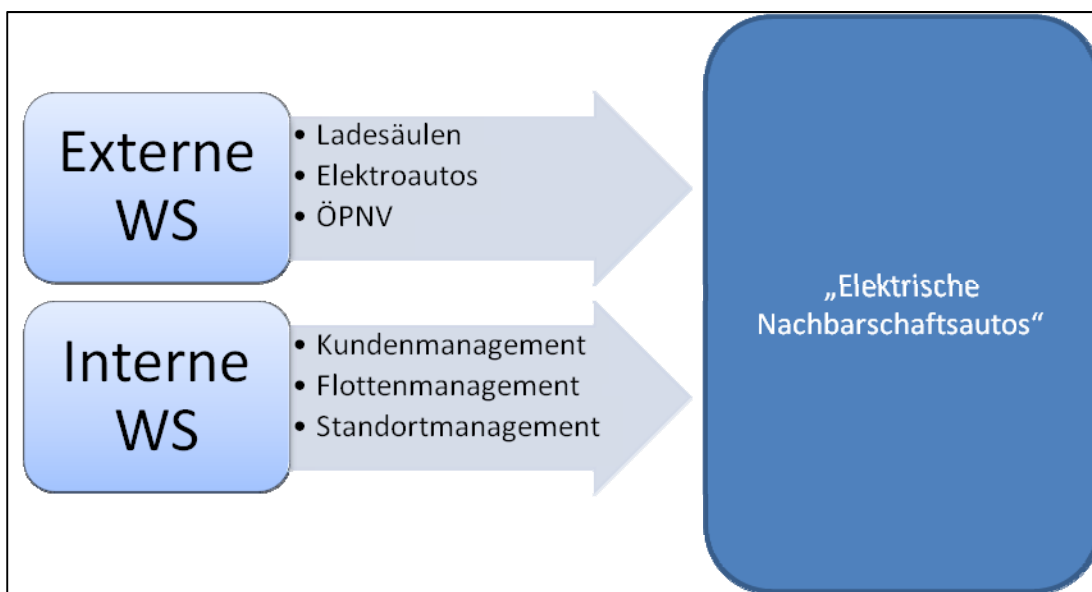 Externe
WS
• Ladesäulen
• Elektroautos
• ÖPNV
Interne
WS
• Kundenmanagement
• Flottenmanagement
• Standortmanagement
„Elektrische
Nachbarschaftsautos“